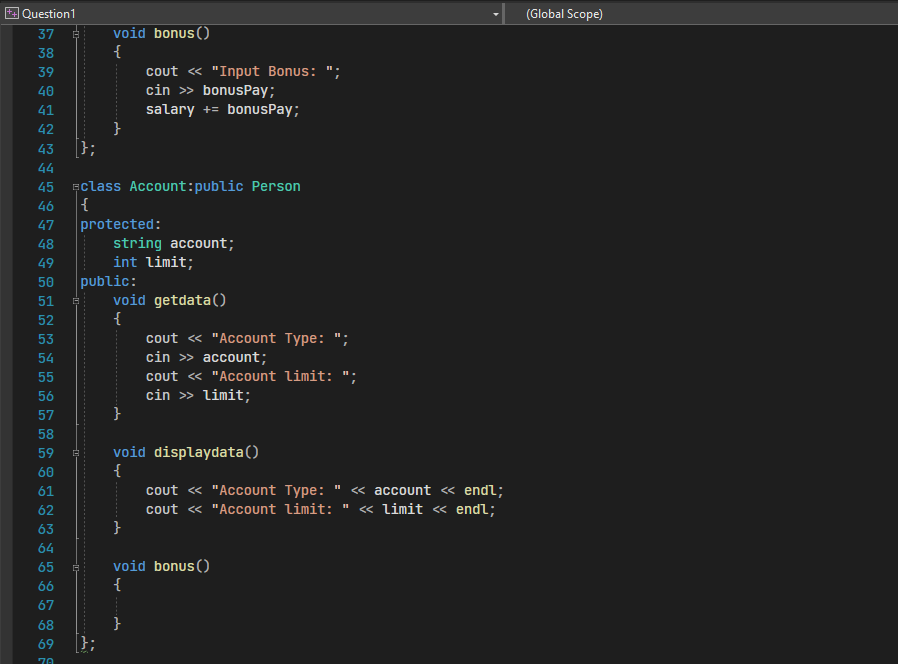 Question1 (Global Scope)
37 void bonus()
38 {
39 cout << "Input Bonus: ";
40 cin >> bonusPay;
41 salary += bonusPay;
42 }
43 };
44
45 class Account:public Person
46 {
47 protected:
48 string account;
49 int limit;
50 public:
51 void getdata()
52 {
53 cout << "Account Type: ";
54 cin >> account;
55 cout << "Account limit: ";
56 cin >> limit;
57 }
58
59 void displaydata()
60 {
61 cout << "Account Type: " << account << endl;
62 cout << "Account limit: " << limit << endl;
63 }
64
65 void bonus()
66 {
67
68 }
69 };
70